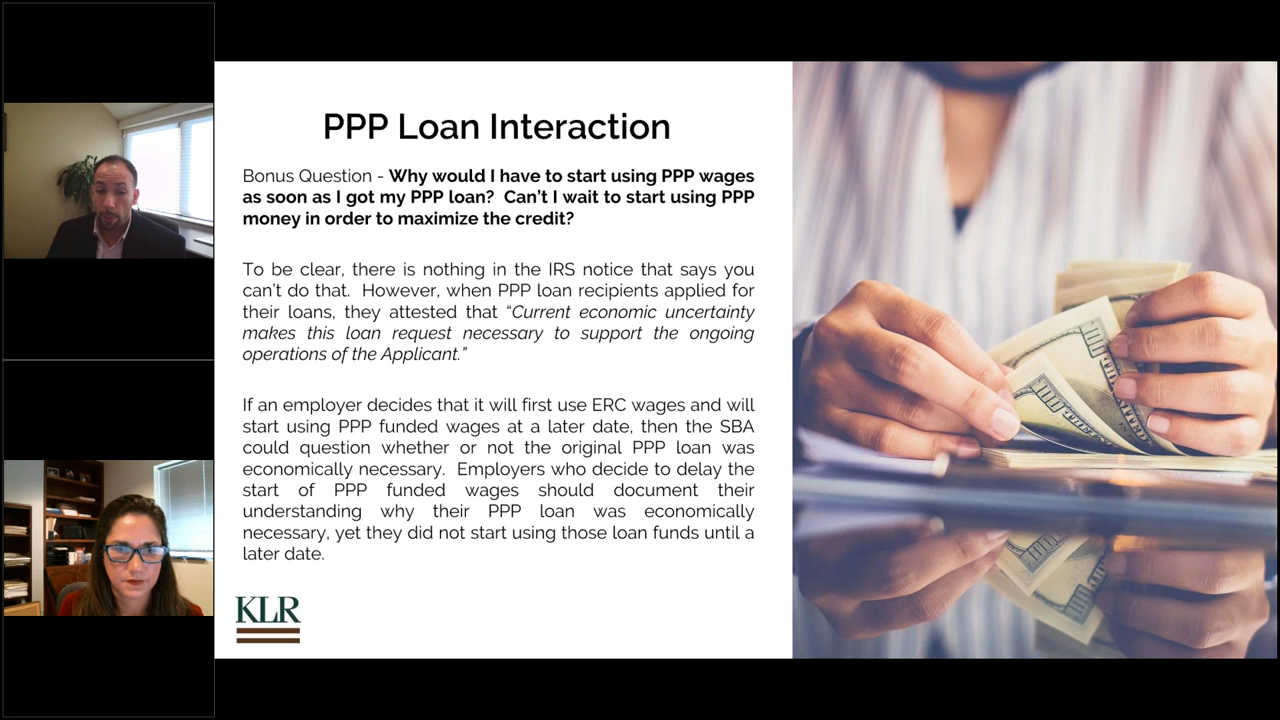 PPP Loan Interaction
Bonus Question - Why would I have to start using PPP wages
as soon as I got my PPP loan? Can't I wait to start using PPP
money in order to maximize the credit?
To be clear, there is nothing in the IRS notice that says you
can't do that. However, when PPP loan recipients applied for
their loans, they attested that “Current economic uncertainty
makes this loan request necessary to support the ongoing
operations of the Applicant.”
If an employer decides that it will first use ERC wages and will
start using PPP funded wages at a later date, then the SBA
could question whether or not the original PPP loan was
economically necessary. Employers who decide to delay the
start of PPP funded wages should document their
understanding why their PPP loan was economically
necessary, yet they did not start using those loan funds until a
later date.
KLR